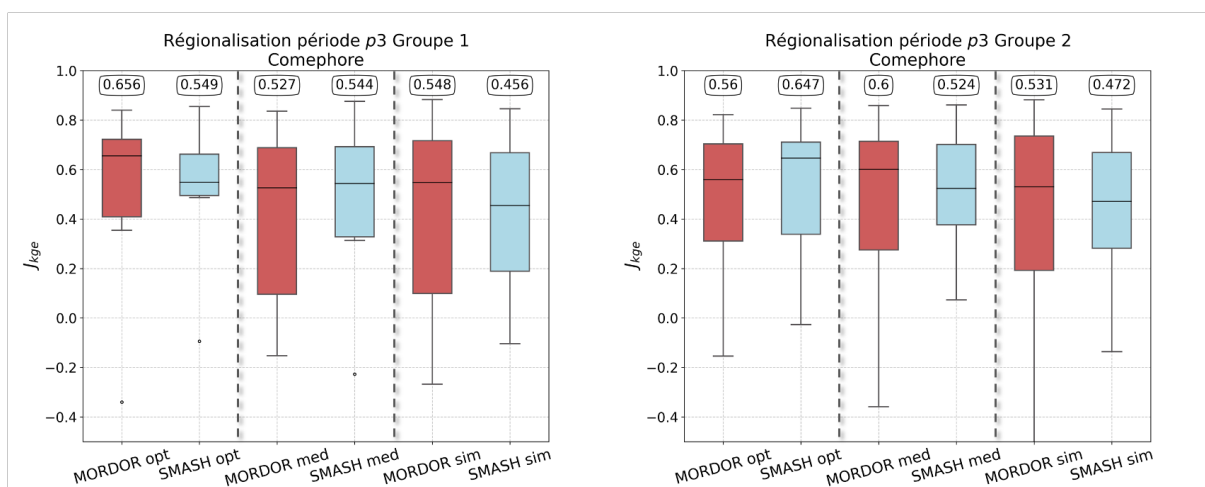 Régionalisation période p3 Groupe 1
Comephore
1.0
0.8
0.6
0.4
0.2
0.0
−0.2
−0.4
J_kge
0.656
0.549
0.527
0.544
0.548
0.456
MORDOR opt
SMASH opt
MORDOR med
SMASH med
MORDOR sim
SMASH sim
Régionalisation période p3 Groupe 2
Comephore
1.0
0.8
0.6
0.4
0.2
0.0
−0.2
−0.4
J_kge
0.56
0.647
0.6
0.524
0.531
0.472
MORDOR opt
SMASH opt
MORDOR med
SMASH med
MORDOR sim
SMASH sim